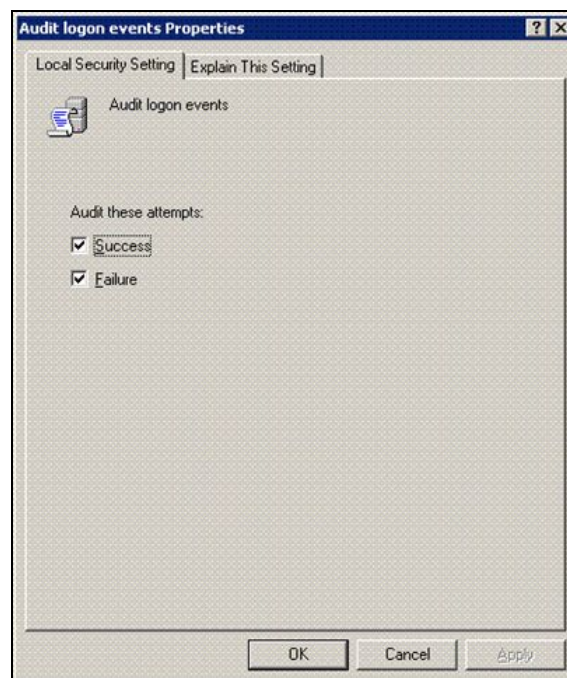 Audit logon events Properties
Local Security Setting
Explain This Setting
Audit logon events
Audit these attempts:
Success
Failure
OK
Cancel
Apply